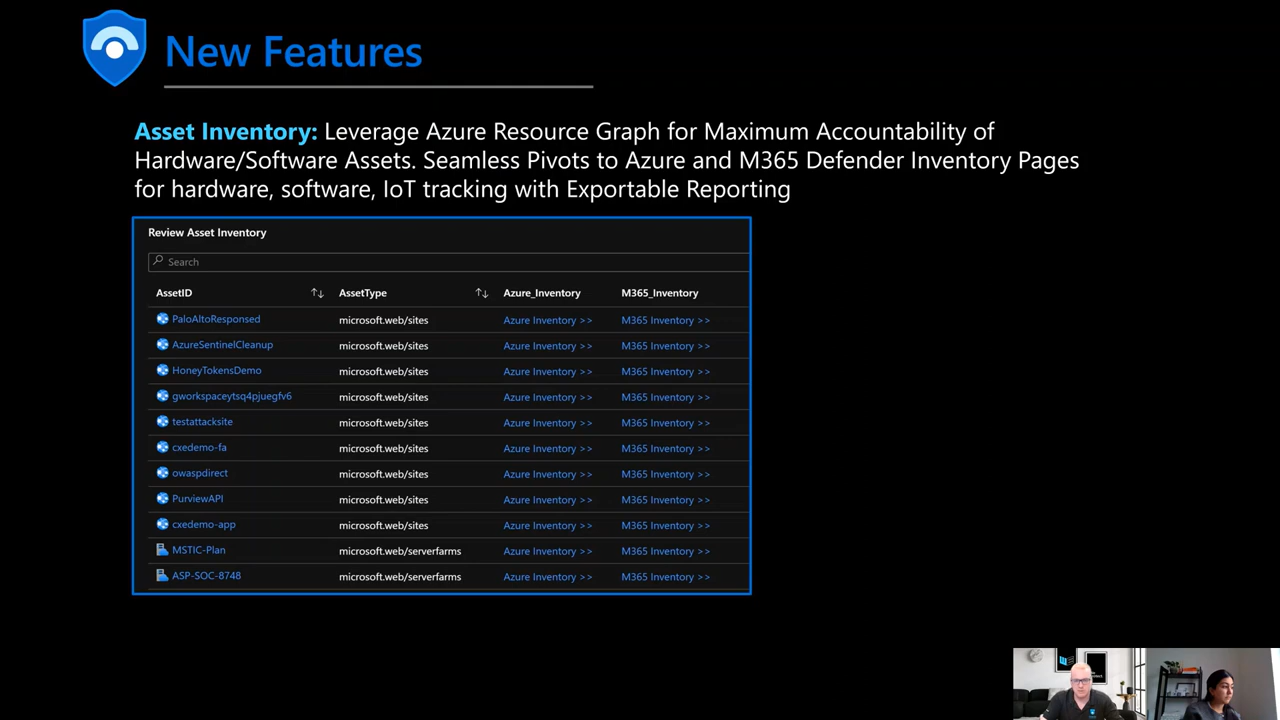 New Features
Asset Inventory: Leverage Azure Resource Graph for Maximum Accountability of
Hardware/Software Assets. Seamless Pivots to Azure and M365 Defender Inventory Pages
for hardware, software, IoT tracking with Exportable Reporting
Review Asset Inventory
Search
AssetID AssetType Azure_Inventory M365_Inventory
PaloAltoResponsed microsoft.web/sites Azure Inventory >> M365 Inventory >>
AzureSentinelCleanup microsoft.web/sites Azure Inventory >> M365 Inventory >>
HoneyTokensDemo microsoft.web/sites Azure Inventory >> M365 Inventory >>
gworkspaceytsq4pjuegfv6 microsoft.web/sites Azure Inventory >> M365 Inventory >>
testattacksite microsoft.web/sites Azure Inventory >> M365 Inventory >>
cxedemo-fa microsoft.web/sites Azure Inventory >> M365 Inventory >>
owaspdirect microsoft.web/sites Azure Inventory >> M365 Inventory >>
PurviewAPI microsoft.web/sites Azure Inventory >> M365 Inventory >>
cxedemo-app microsoft.web/sites Azure Inventory >> M365 Inventory >>
MSTIC-Plan microsoft.web/serverfarms Azure Inventory >> M365 Inventory >>
ASP-SOC-8748 microsoft.web/serverfarms Azure Inventory >> M365 Inventory >>